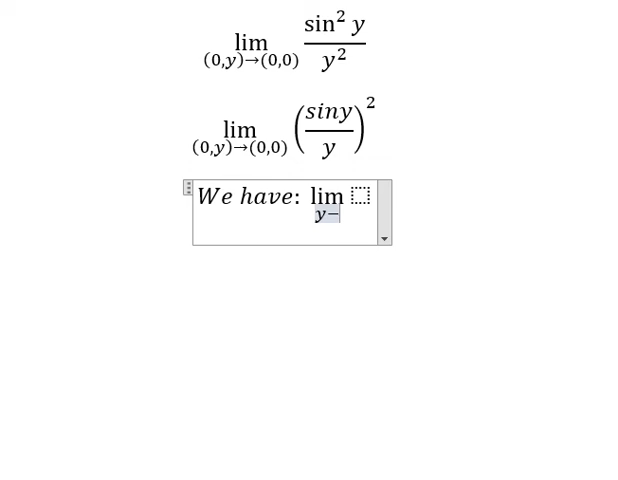 lim (0,y)→(0,0) sin² y / y²
lim (0,y)→(0,0) (siny / y)²
We have: lim y−